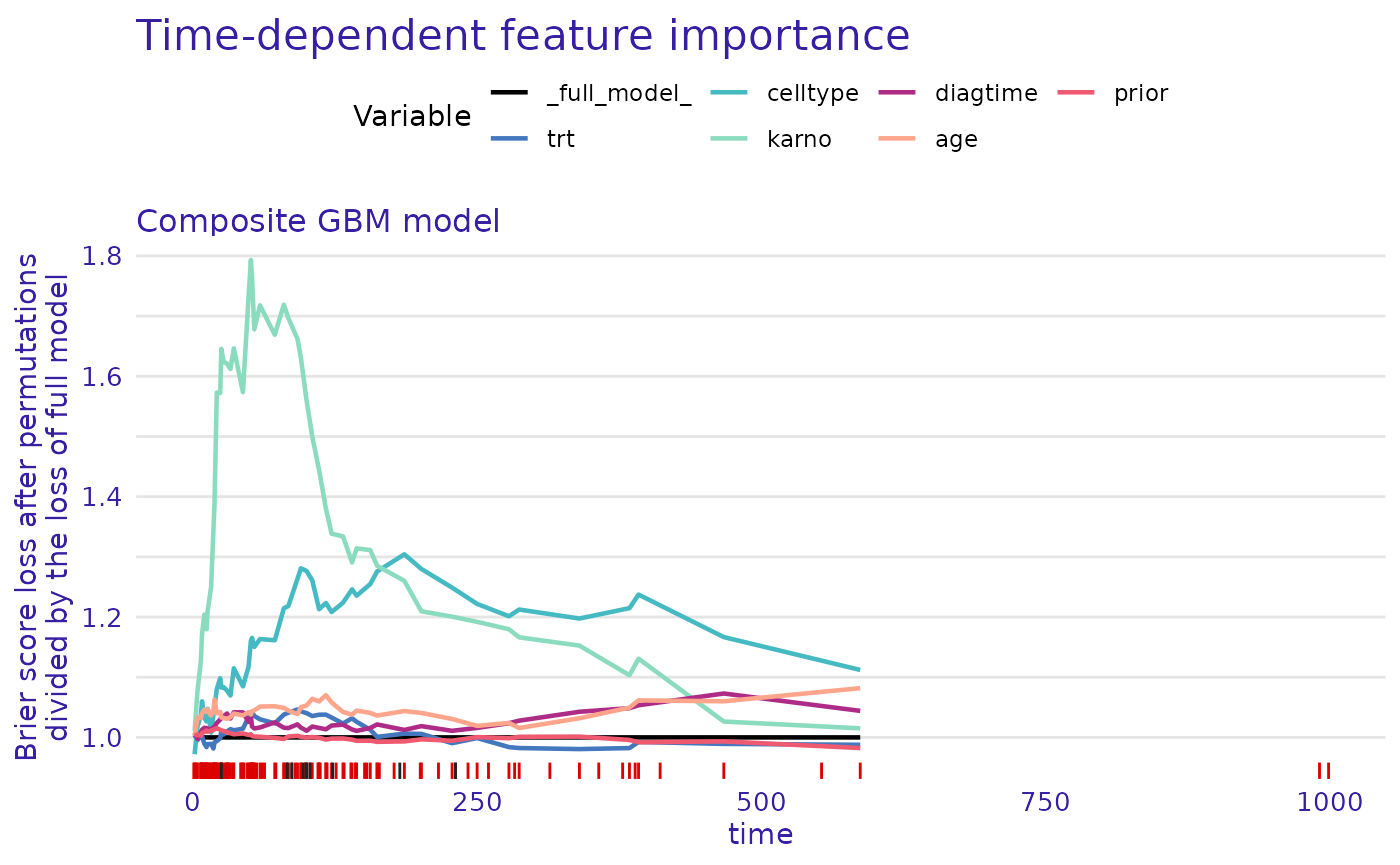 Time-dependent feature importance
Variable
_full_model_ celltype diagtime prior
trt karno age
Composite GBM model
Brier score loss after permutations
divided by the loss of full model
1.8
1.6
1.4
1.2
1.0
0 250 500 750 1000
time